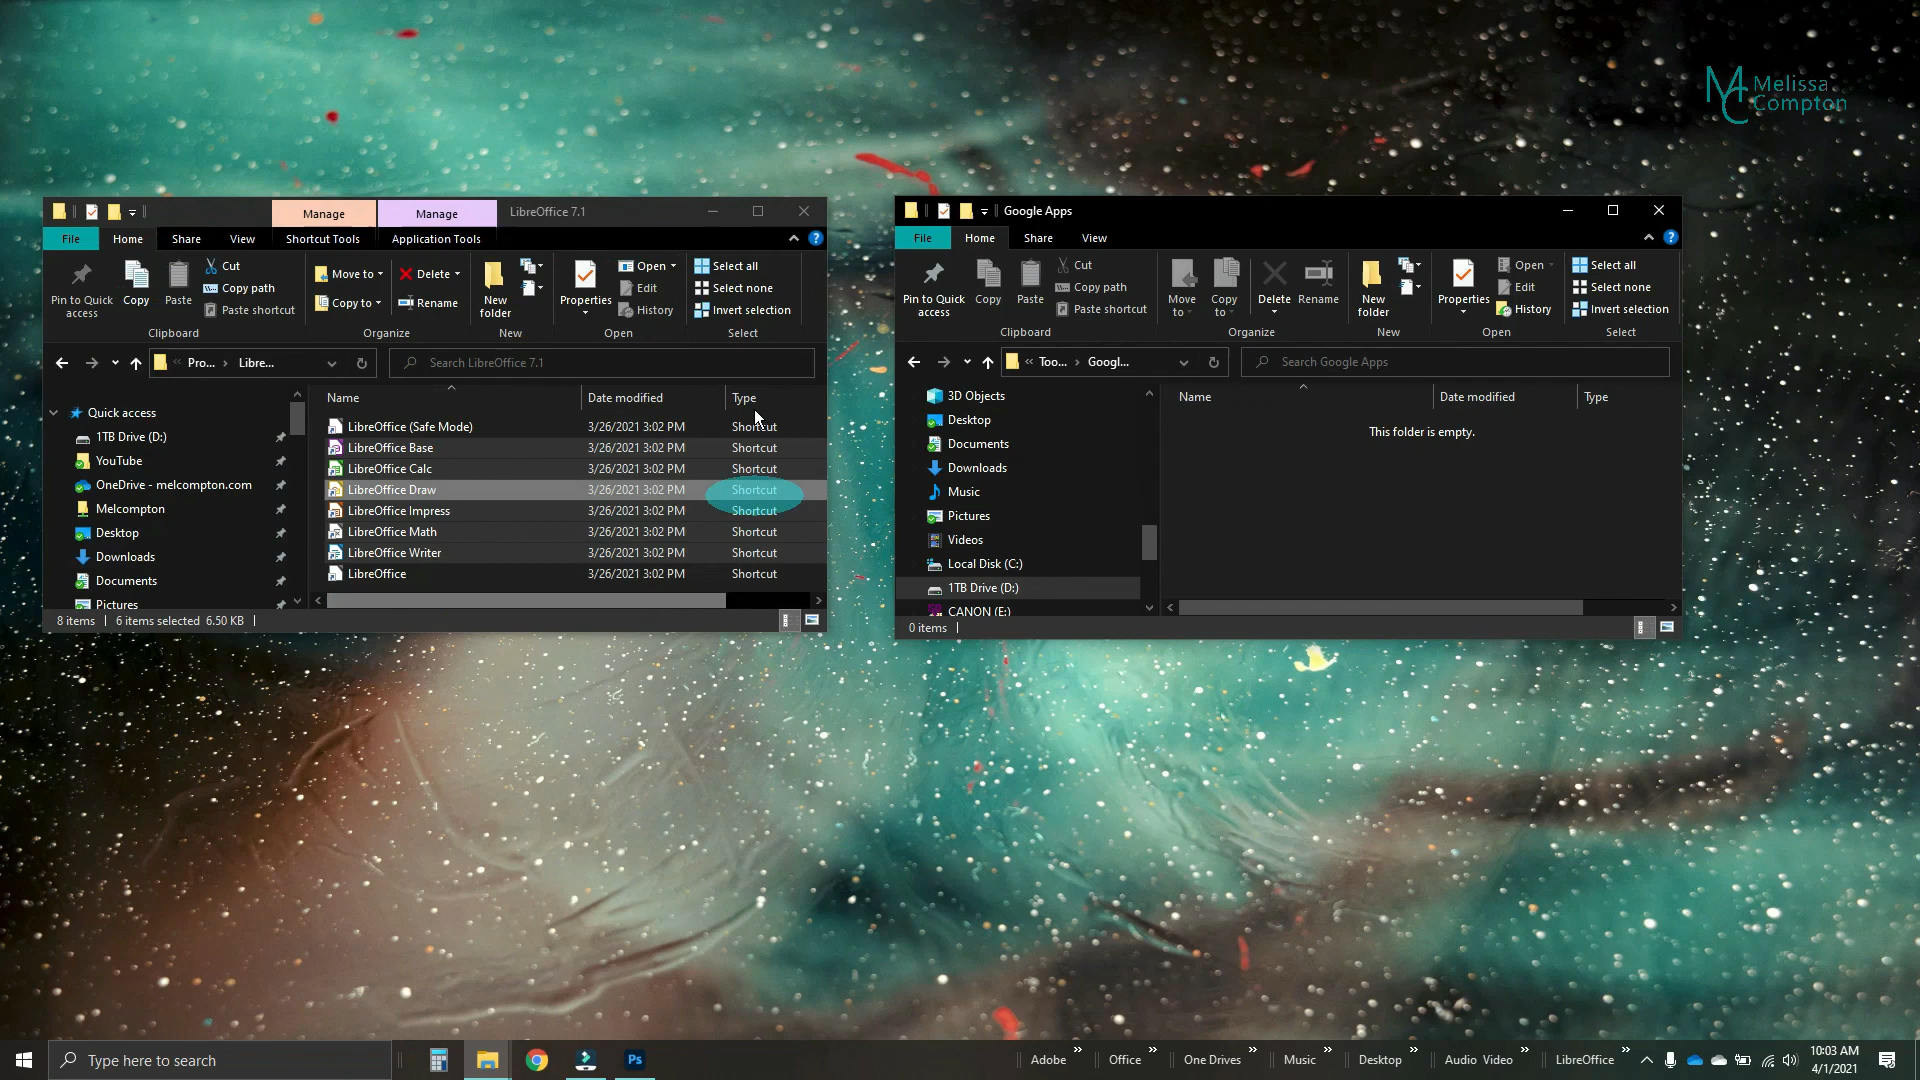 Melissa
Compton
Manage
Manage
LibreOffice 7.1
File
Home
Share
View
Shortcut Tools
Application Tools
Pin to Quick
access
Copy
Paste
Cut
Copy path
Paste shortcut
Clipboard
Move to
Copy to
Delete
Rename
Organize
New
folder
New
Properties
Open
Edit
History
Open
Select all
Select none
Invert selection
Select
Pro...
Libre...
Search LibreOffice 7.1
Quick access
1TB Drive (D:)
YouTube
OneDrive - melcompton.com
Melcompton
Desktop
Downloads
Documents
Pictures
Name Date modified Type
LibreOffice (Safe Mode) 3/26/2021 3:02 PM Shortcut
LibreOffice Base 3/26/2021 3:02 PM Shortcut
LibreOffice Calc 3/26/2021 3:02 PM Shortcut
LibreOffice Draw 3/26/2021 3:02 PM Shortcut
LibreOffice Impress 3/26/2021 3:02 PM Shortcut
LibreOffice Math 3/26/2021 3:02 PM Shortcut
LibreOffice Writer 3/26/2021 3:02 PM Shortcut
LibreOffice 3/26/2021 3:02 PM Shortcut
8 items 6 items selected 6.50 KB
Google Apps
File
Home
Share
View
Pin to Quick
access
Copy
Paste
Cut
Copy path
Paste shortcut
Clipboard
Move
to
Copy
to
Delete
Rename
Organize
New
folder
New
Properties
Open
Edit
History
Open
Select all
Select none
Invert selection
Select
Too...
Googl...
Search Google Apps
3D Objects
Desktop
Documents
Downloads
Music
Pictures
Videos
Local Disk (C:)
1TB Drive (D:)
CANON (E:)
Name Date modified Type
This folder is empty.
0 items
Type here to search
Ps
Adobe
Office
One Drives
Music
Desktop
Audio Video
LibreOffice
10:03 AM
4/1/2021